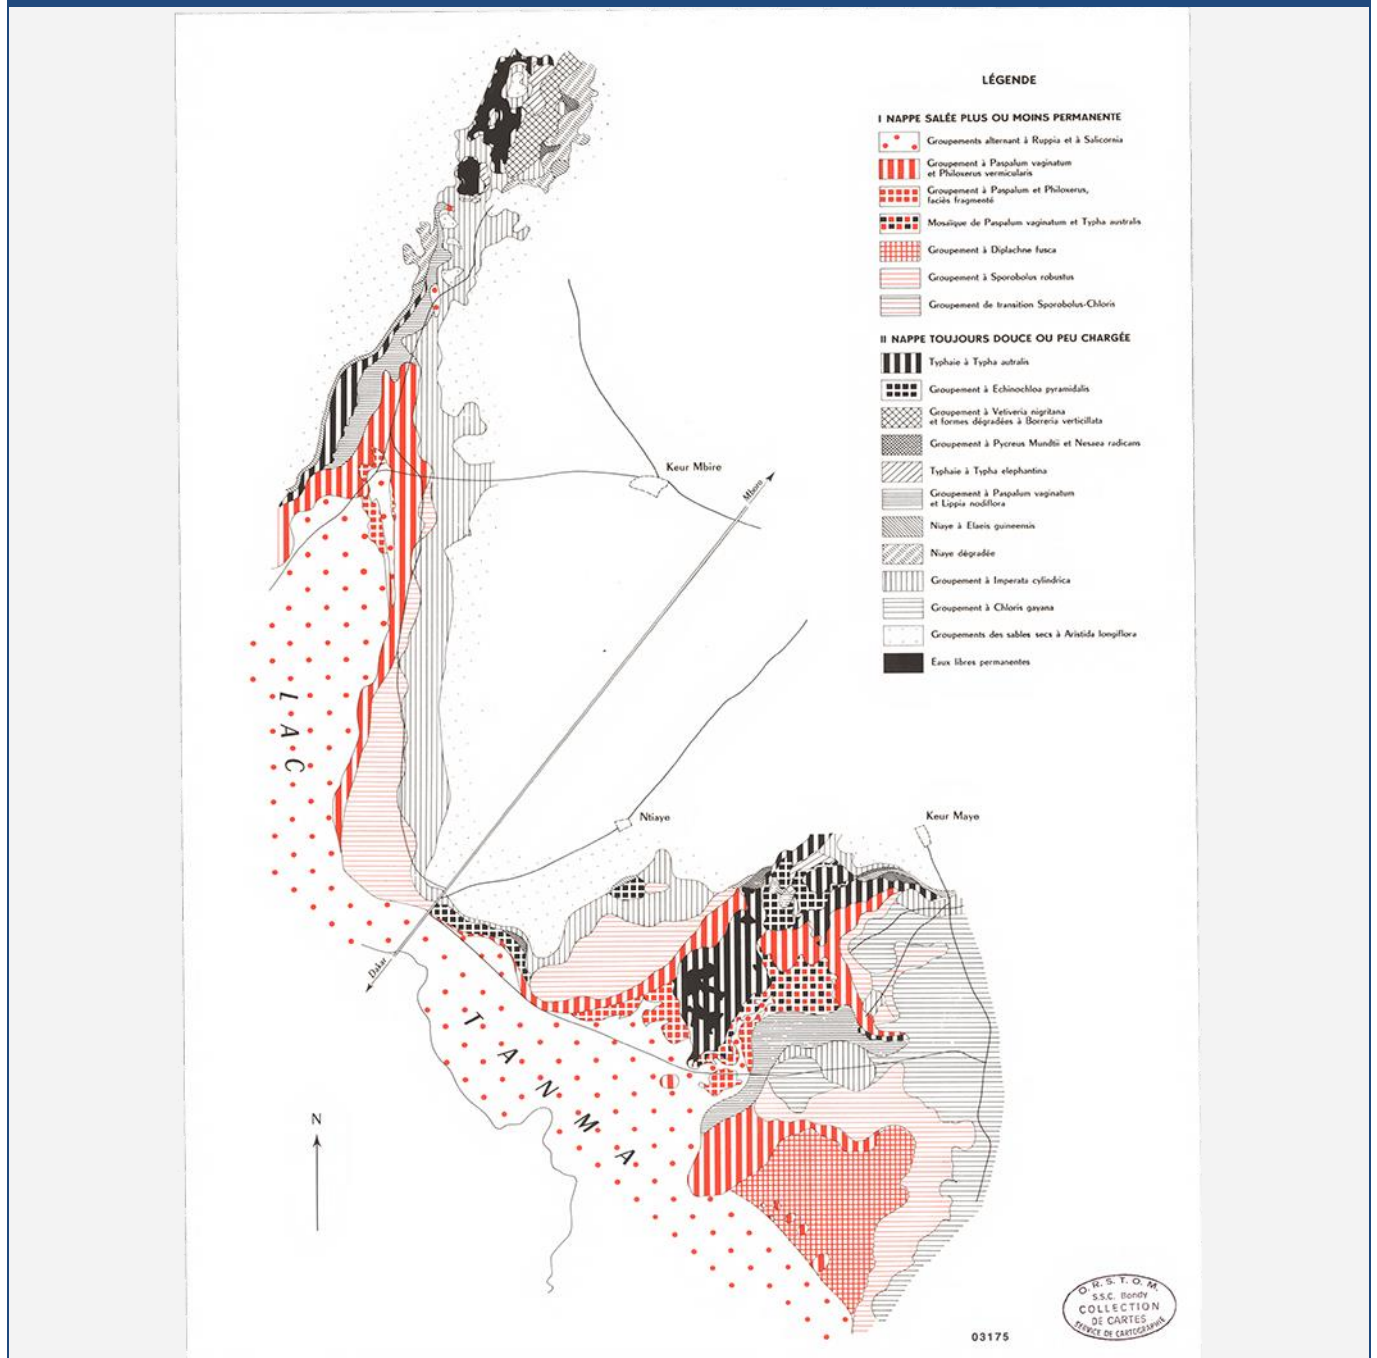 LÉGENDE
I NAPPE SALÉE PLUS OU MOINS PERMANENTE
Groupements alternant à Ruppia et à Salicornia
Groupement à Paspalum vaginatum
et Philoxerus vermicularis
Groupement à Paspalum et Philoxerus,
faciès fragmenté
Mosaïque de Paspalum vaginatum et Typha australis
Groupement à Diplachne fusca
Groupement à Sporobolus robustus
Groupement de transition Sporobolus-Chloris
II NAPPE TOUJOURS DOUCE OU PEU CHARGÉE
Typhaie à Typha autralis
Groupement à Echinochloa pyramidalis
Groupement à Vetiveria nigritana
et formes dégradées à Borreria verticillata
Groupement à Pycreus Mundtii et Nesaea radicans
Typhaie à Typha elephantina
Groupement à Paspalum vaginatum
et Lippia nodiflora
Niaye à Elaeis guineensis
Niaye dégradée
Groupement à Imperata cylindrica
Groupement à Chloris gayana
Groupements des sables secs à Aristida longiflora
Eaux libres permanentes
Keur Mbire
Mboro
LAC
Ntiaye
Keur Maye
Dakar
TANMA
N
O.R.S.T.O.M.
S.S.C. Bondy
COLLECTION
DE CARTES
SERVICE DE CARTOGRAPHIE
03175